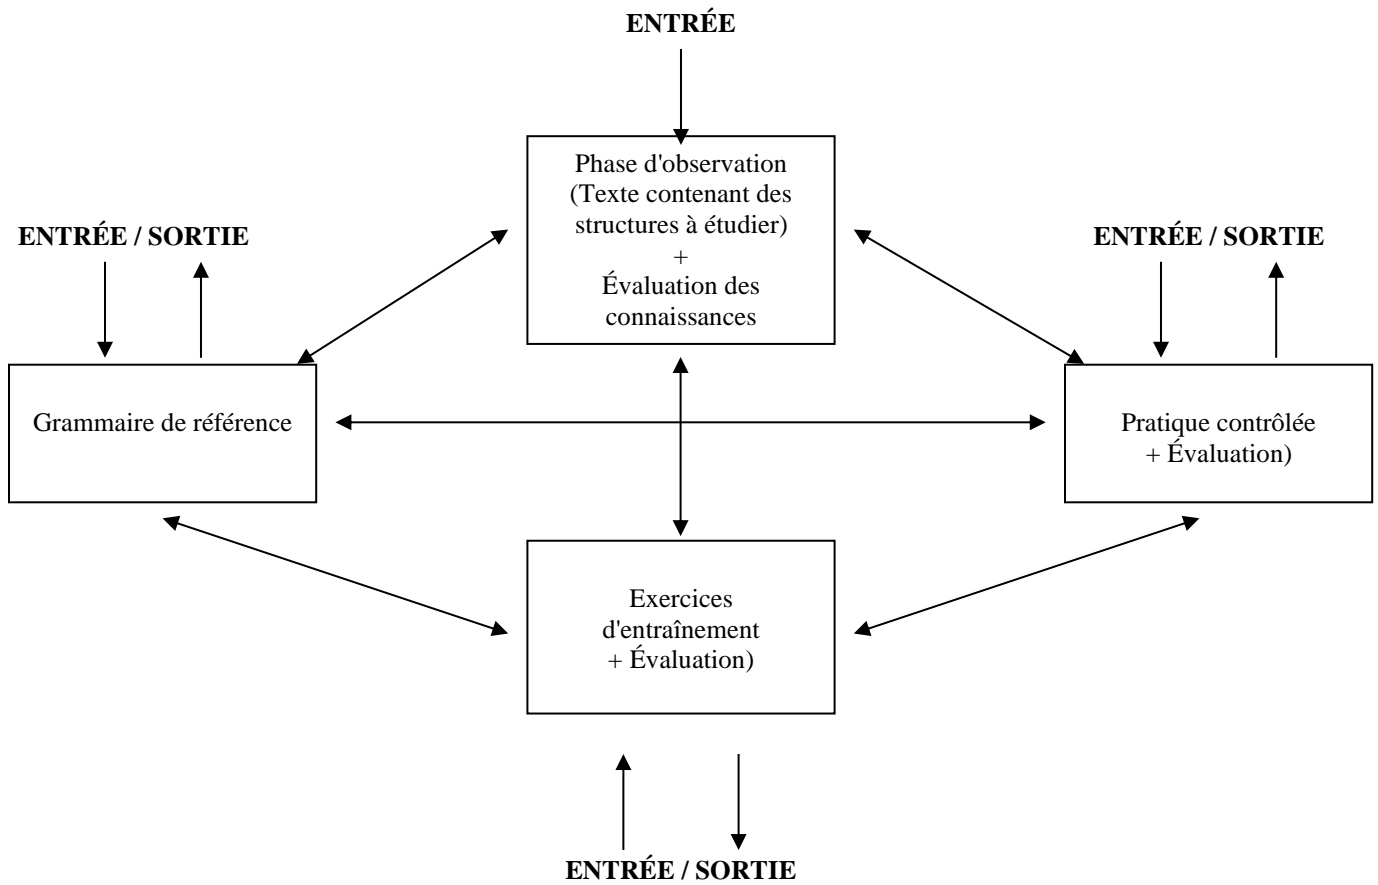 ENTRÉE
Phase d'observation
(Texte contenant des
structures à étudier)
+
Évaluation des
connaissances
ENTRÉE / SORTIE
ENTRÉE / SORTIE
Grammaire de référence
Pratique contrôlée
+ Évaluation)
Exercices
d'entraînement
+ Évaluation)
ENTRÉE / SORTIE